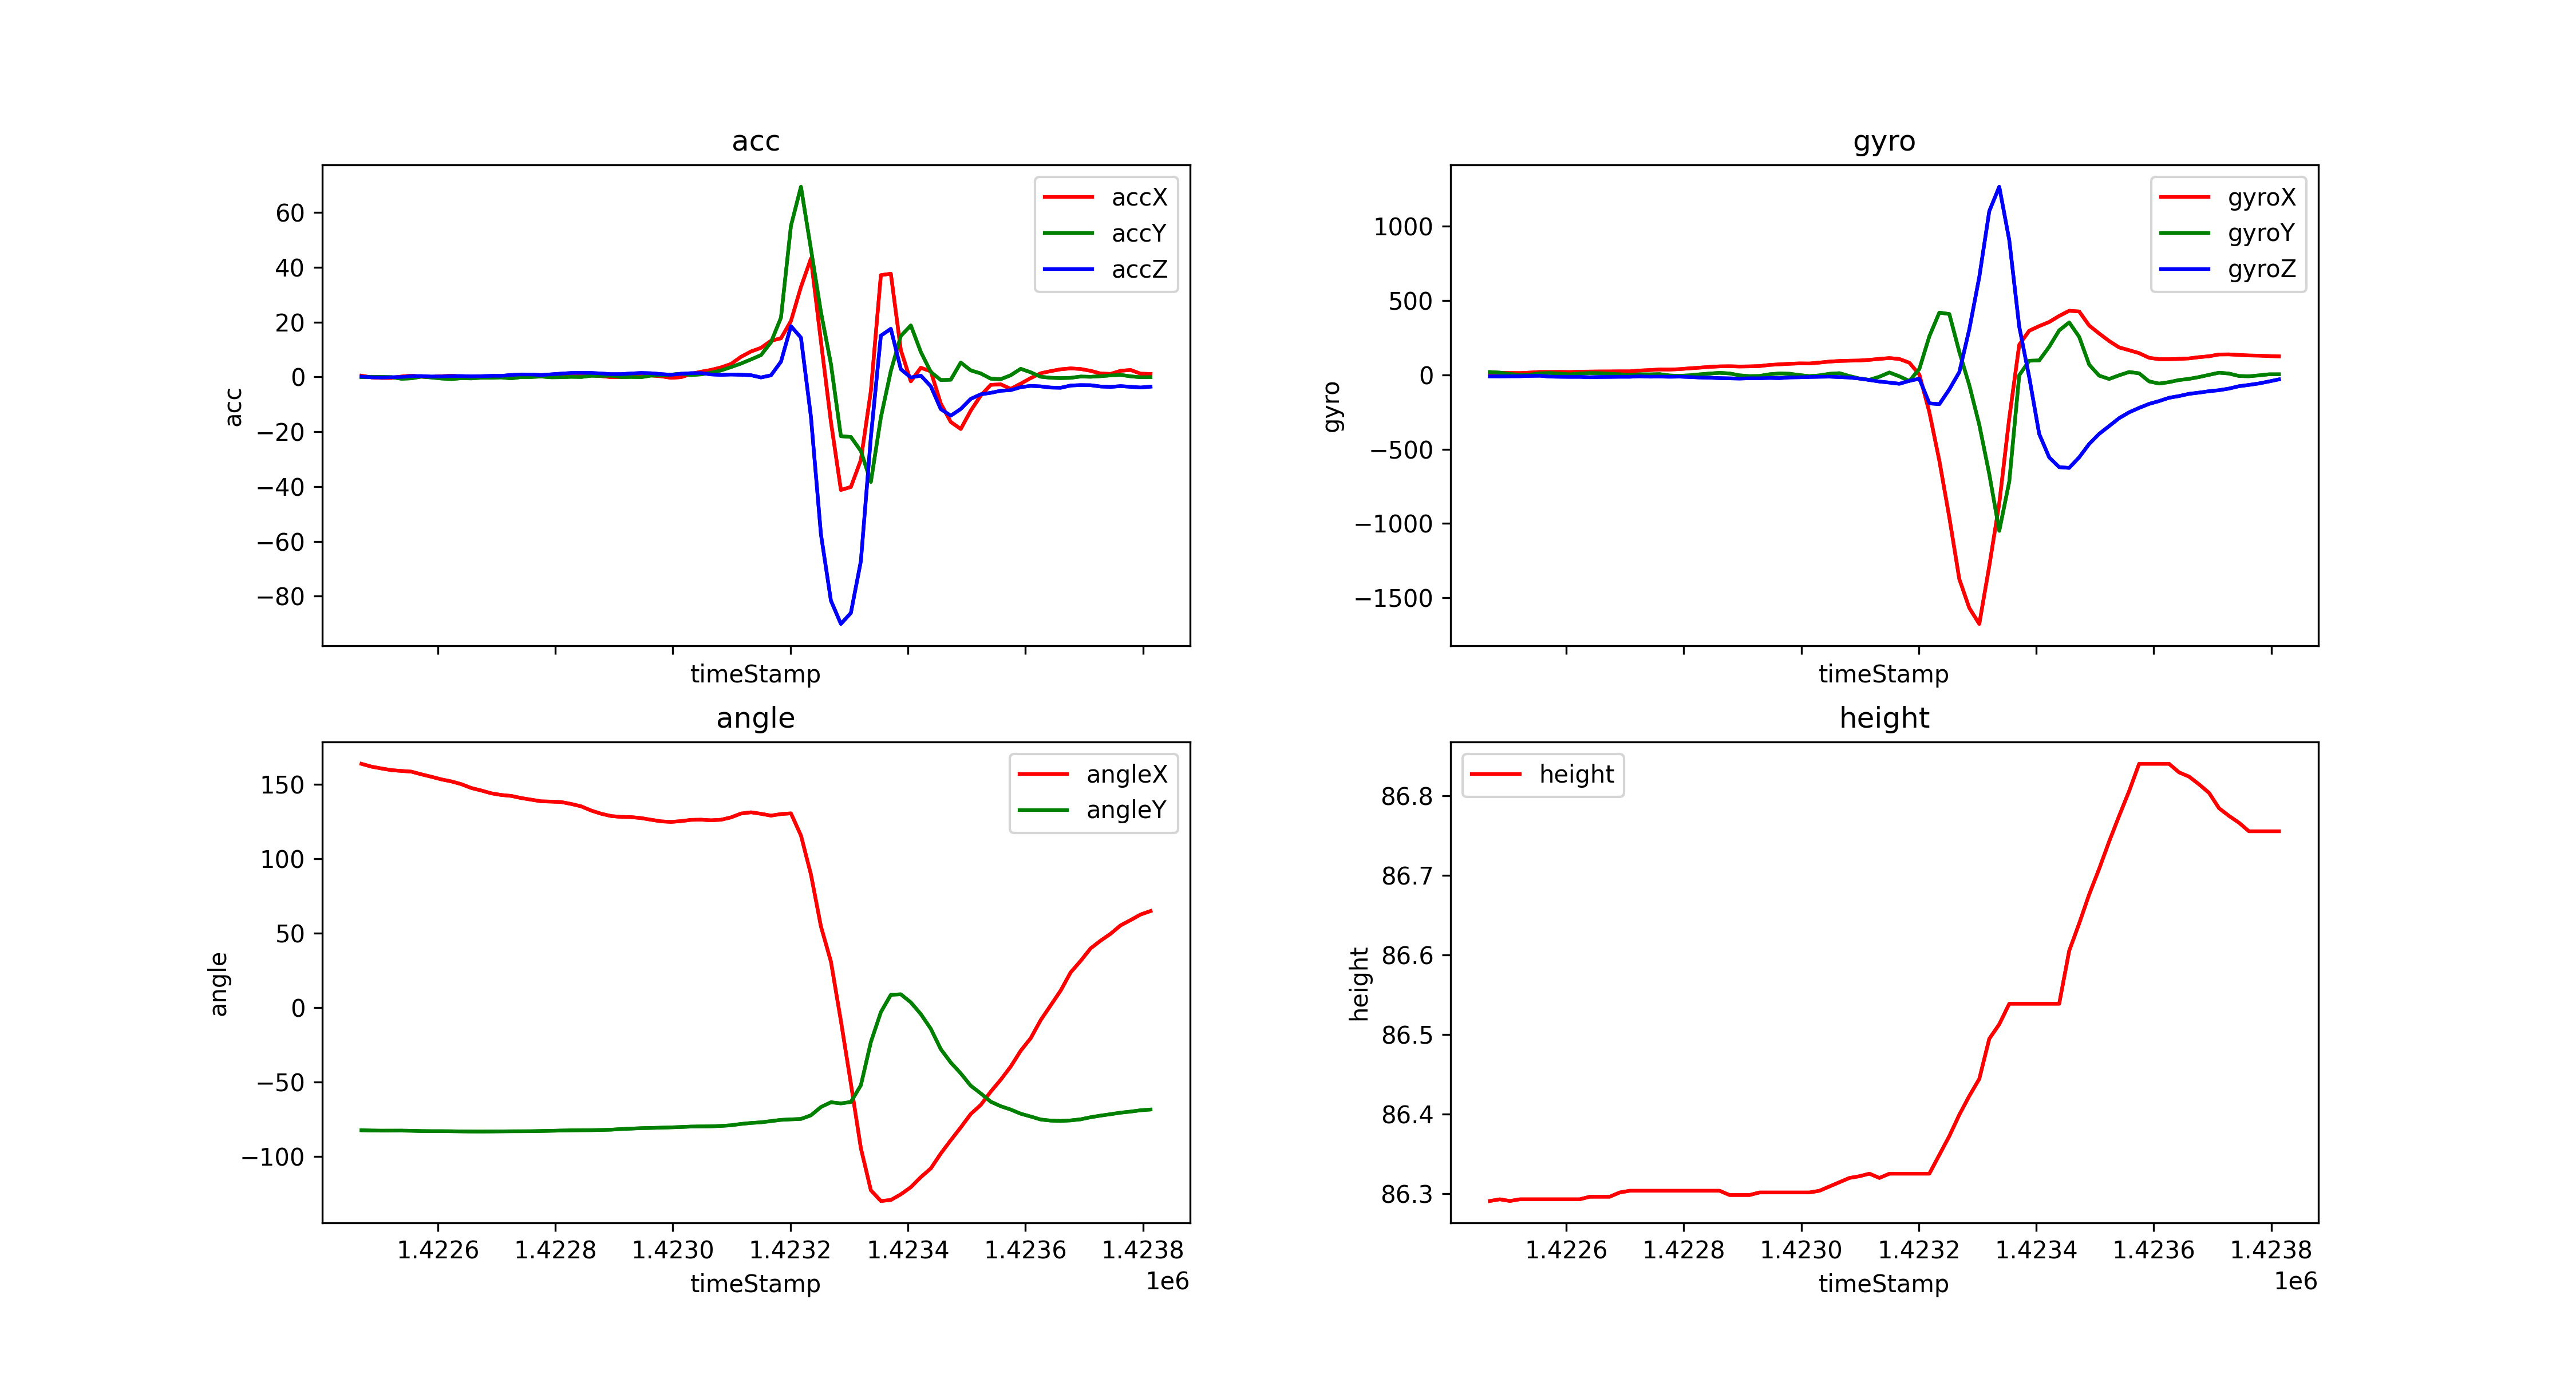 acc
60
40
20
0
−20
−40
−60
−80
acc
accX
accY
accZ
timeStamp
gyro
1000
500
0
−500
−1000
−1500
gyro
gyroX
gyroY
gyroZ
timeStamp
angle
150
100
50
0
−50
−100
angle
angleX
angleY
1.4226 1.4228 1.4230 1.4232 1.4234 1.4236 1.4238
timeStamp
1e6
height
86.8
86.7
86.6
86.5
86.4
86.3
height
height
1.4226 1.4228 1.4230 1.4232 1.4234 1.4236 1.4238
timeStamp
1e6